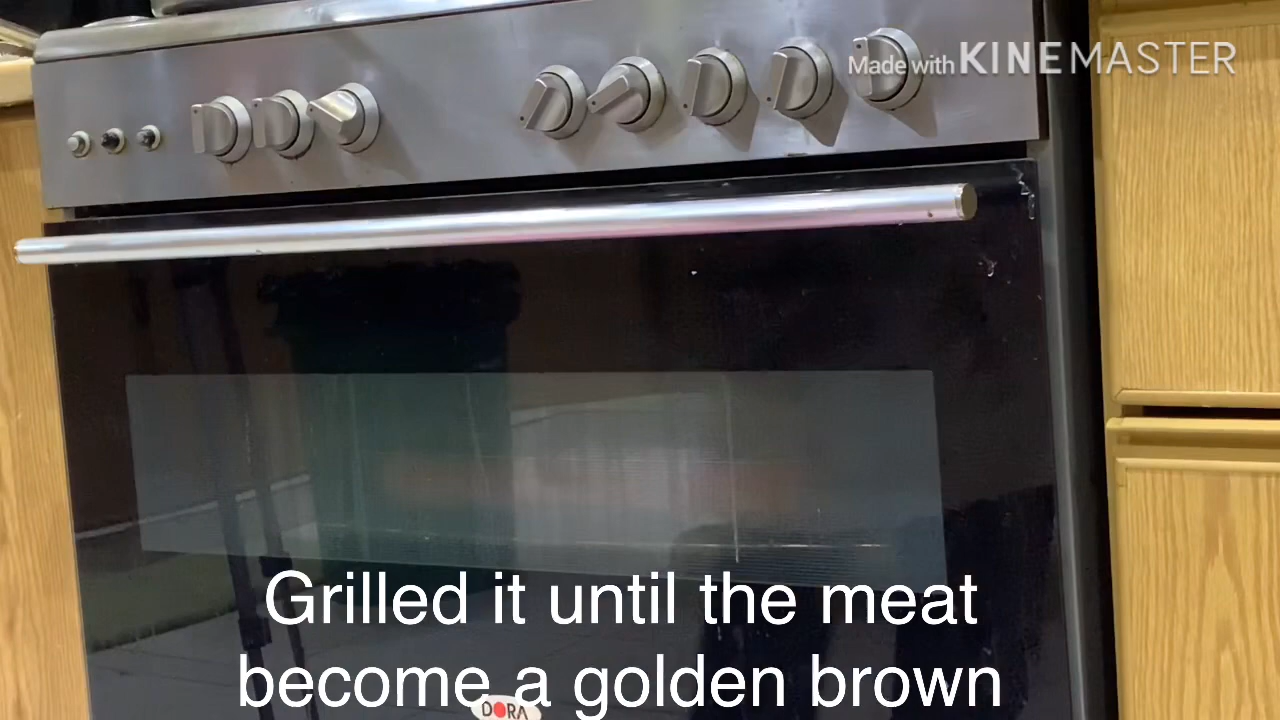 Made with KINEMASTER
Grilled it until the meat
become a golden brown
DORA